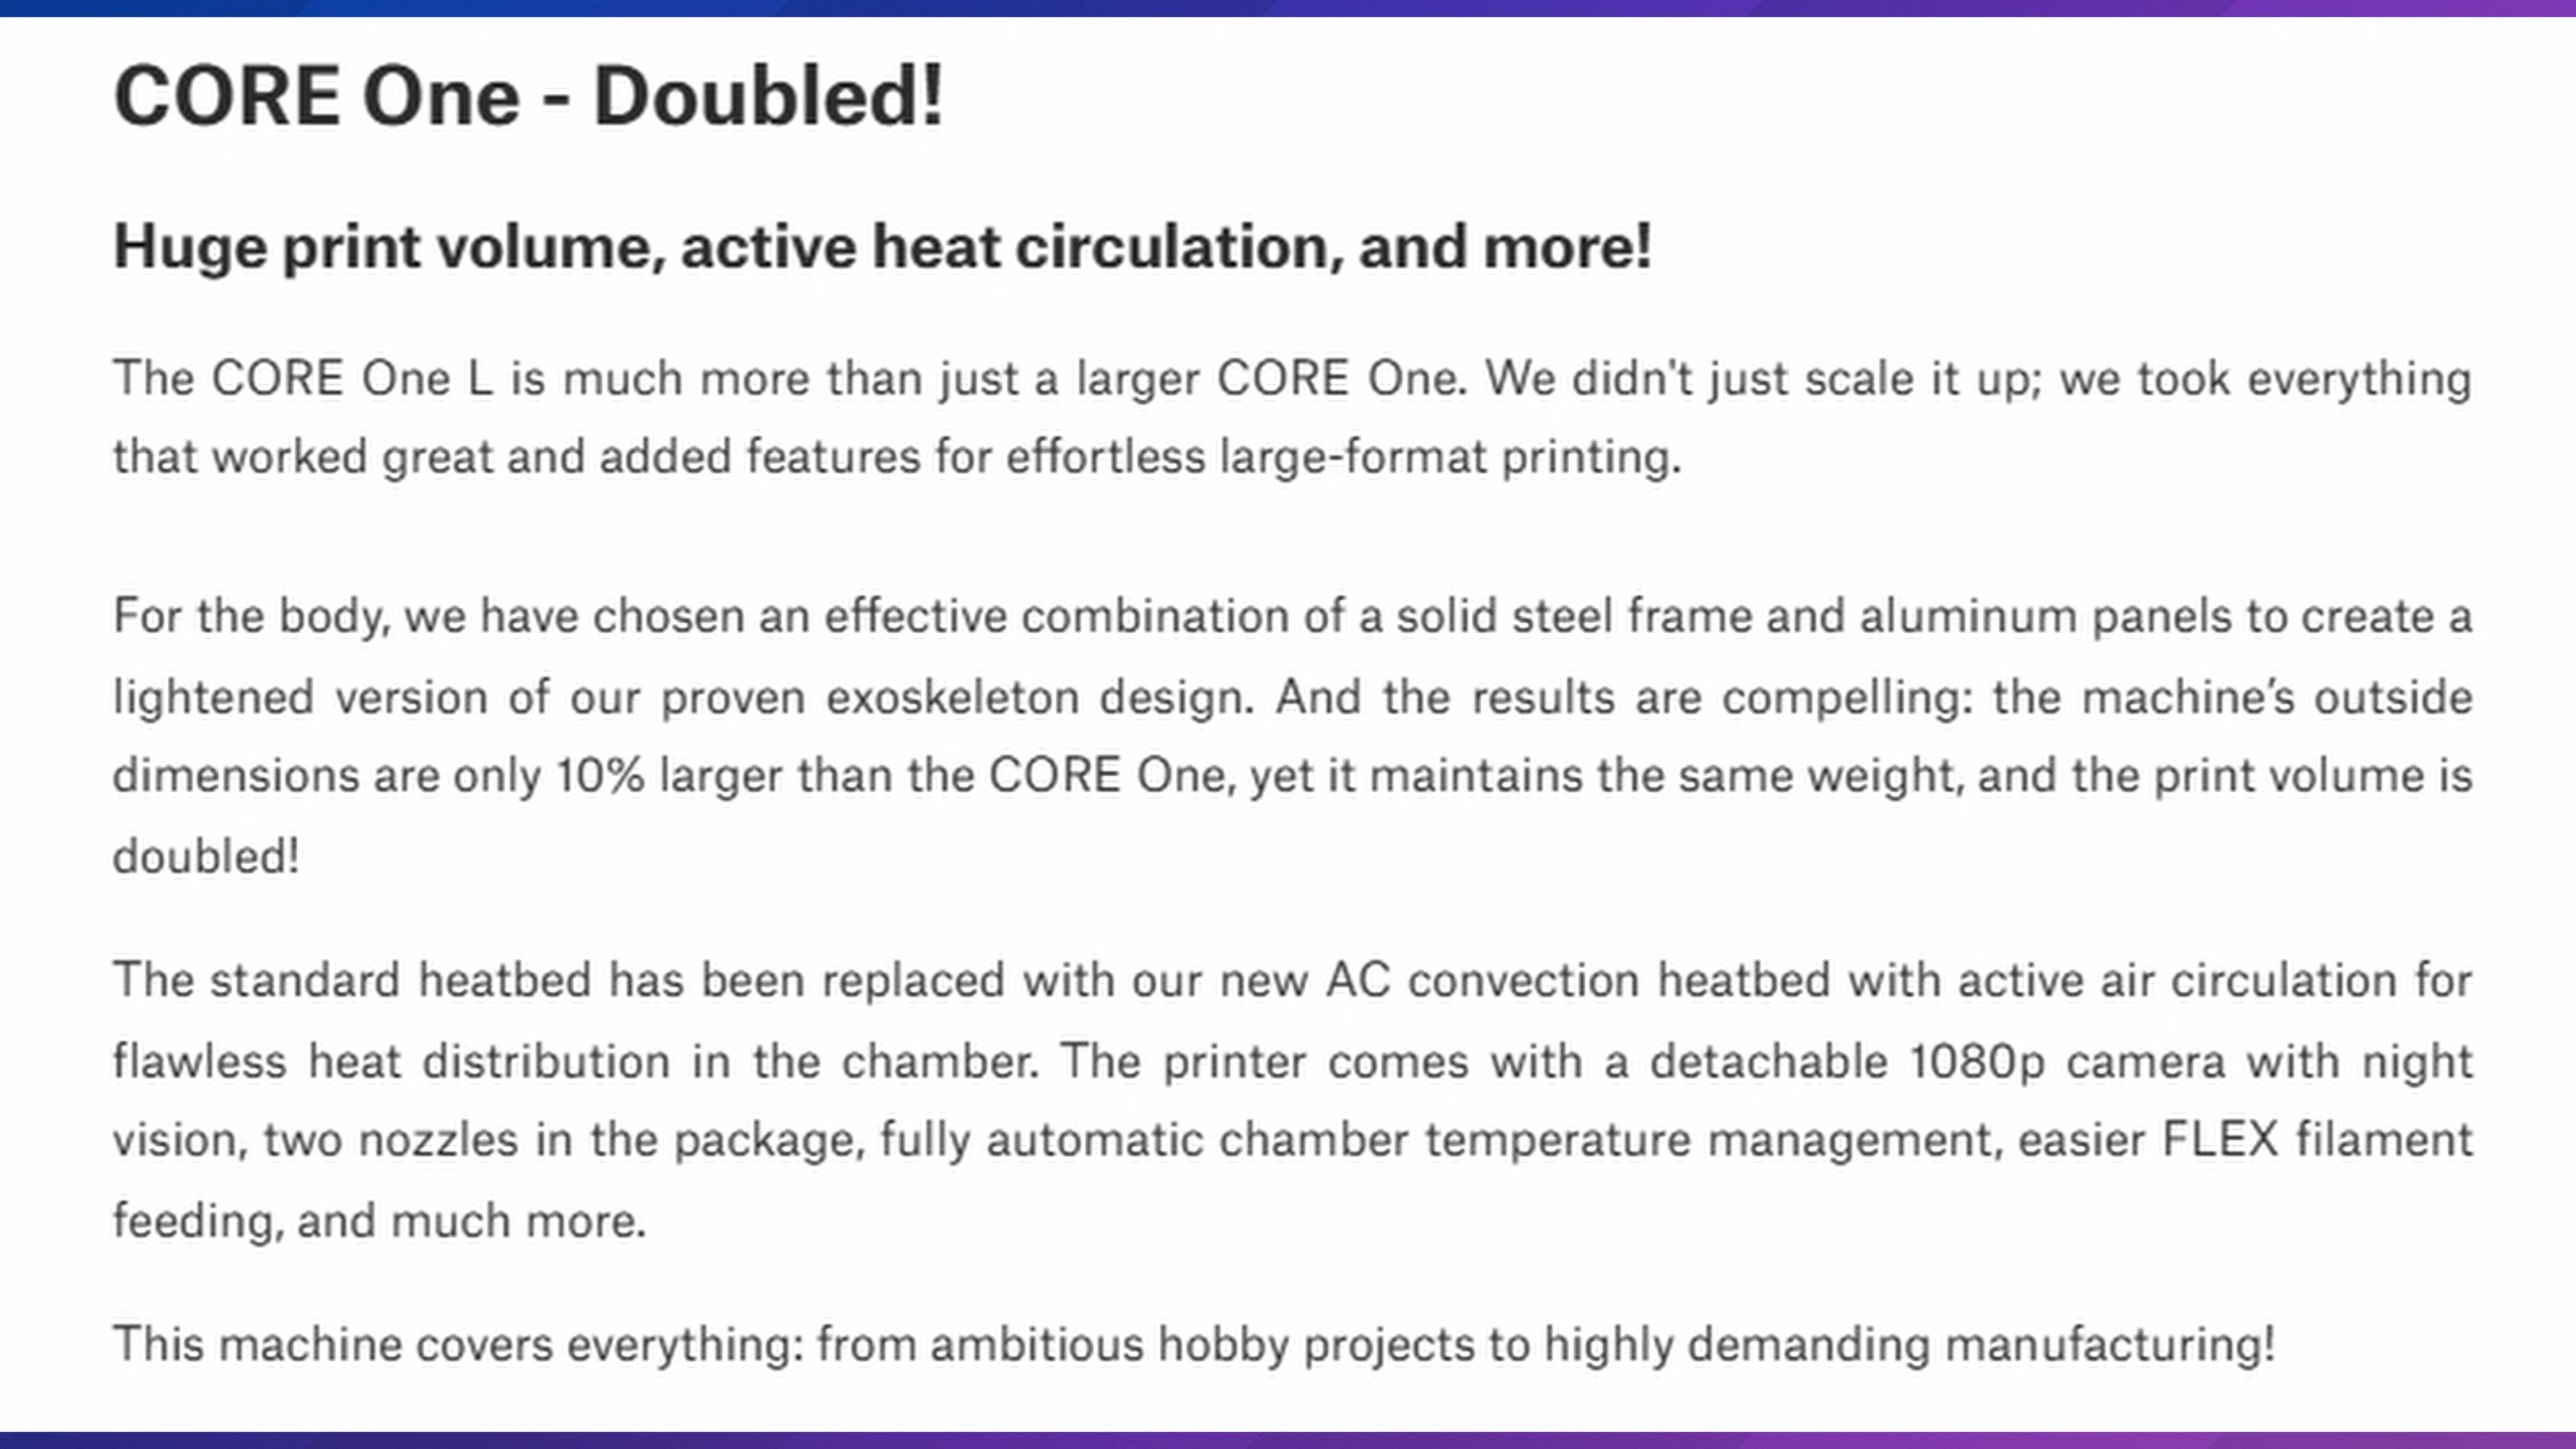 CORE One - Doubled!
Huge print volume, active heat circulation, and more!
The CORE One L is much more than just a larger CORE One. We didn't just scale it up; we took everything
that worked great and added features for effortless large-format printing.
For the body, we have chosen an effective combination of a solid steel frame and aluminum panels to create a
lightened version of our proven exoskeleton design. And the results are compelling: the machine’s outside
dimensions are only 10% larger than the CORE One, yet it maintains the same weight, and the print volume is
doubled!
The standard heatbed has been replaced with our new AC convection heatbed with active air circulation for
flawless heat distribution in the chamber. The printer comes with a detachable 1080p camera with night
vision, two nozzles in the package, fully automatic chamber temperature management, easier FLEX filament
feeding, and much more.
This machine covers everything: from ambitious hobby projects to highly demanding manufacturing!